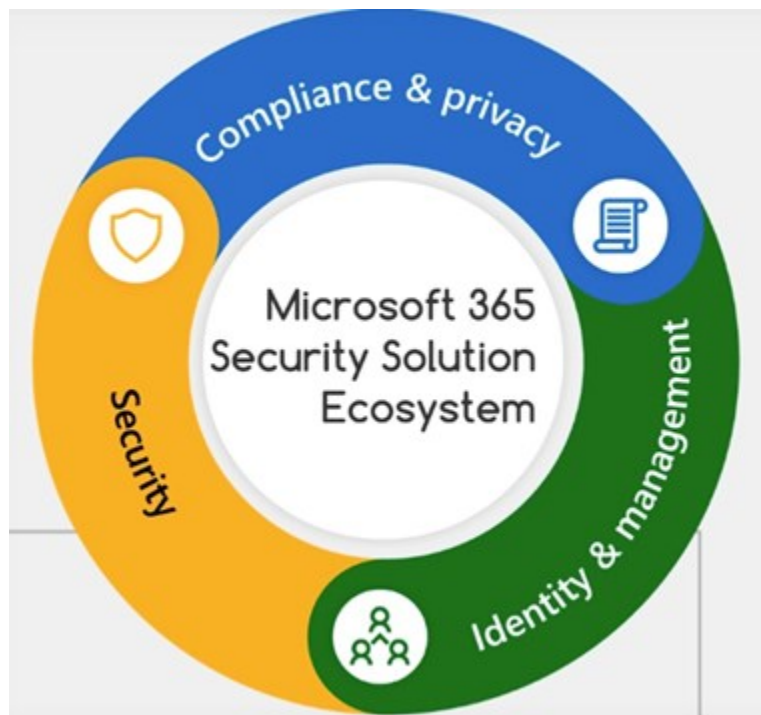 Compliance & privacy
Microsoft 365
Security Solution
Ecosystem
Security
Identity & management